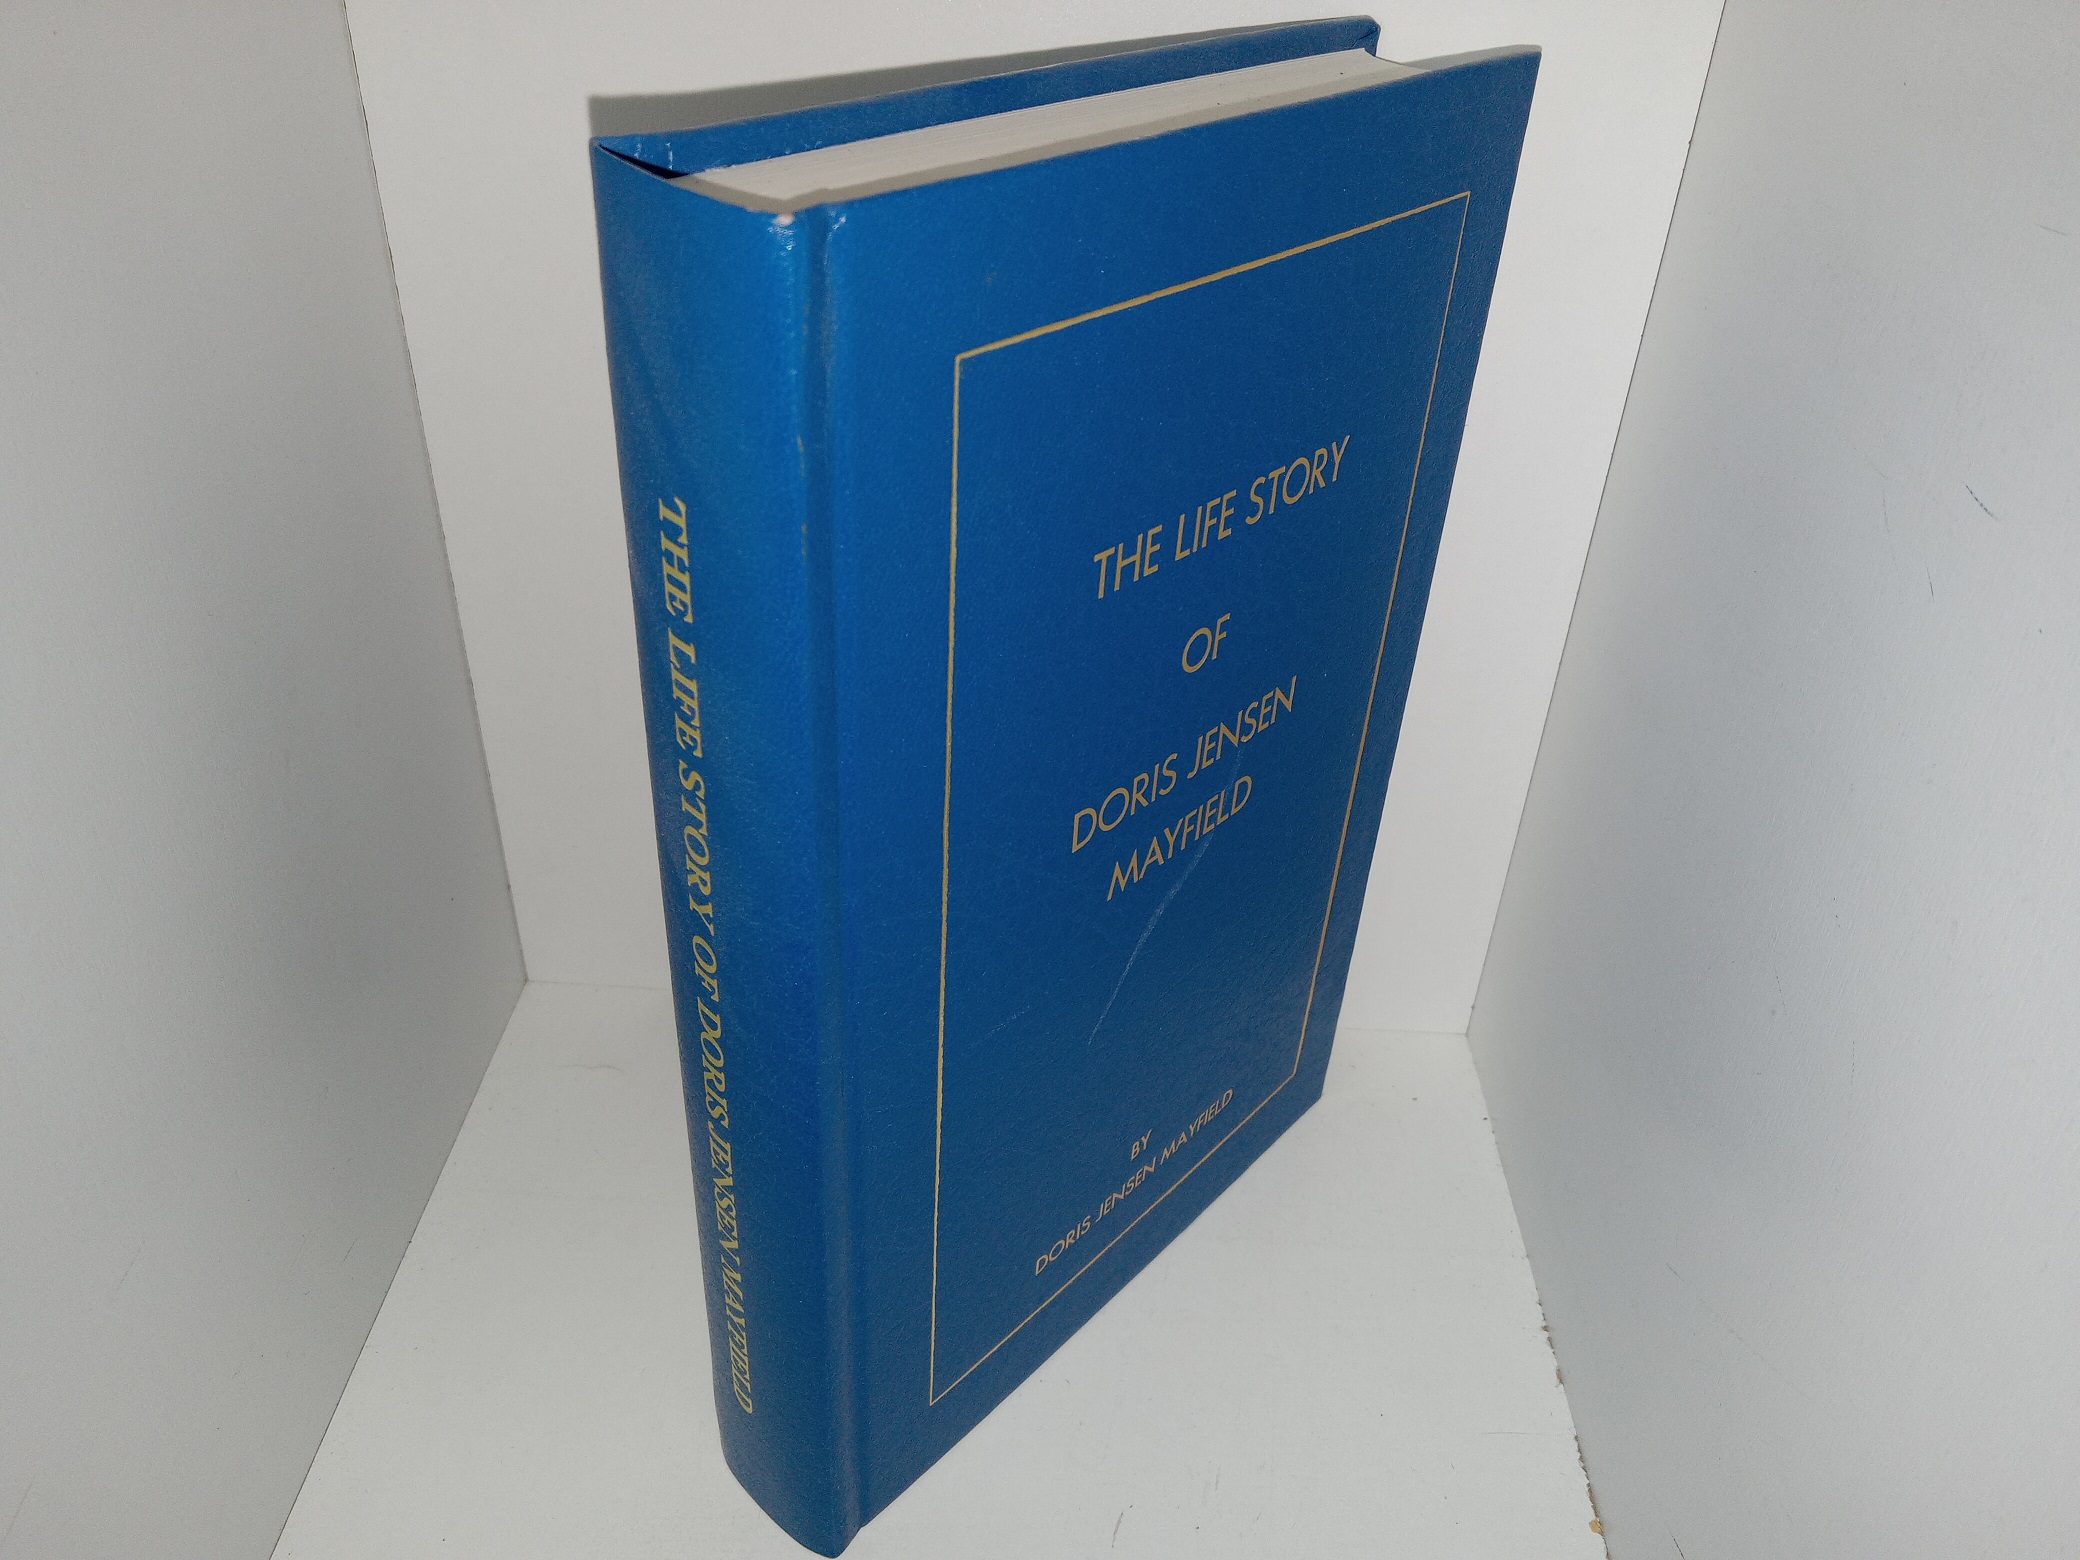 THE LIFE STORY OF DORIS JENSEN MAYFIELD
THE LIFE STORY
OF
DORIS JENSEN
MAYFIELD
BY
DORIS JENSEN MAYFIELD